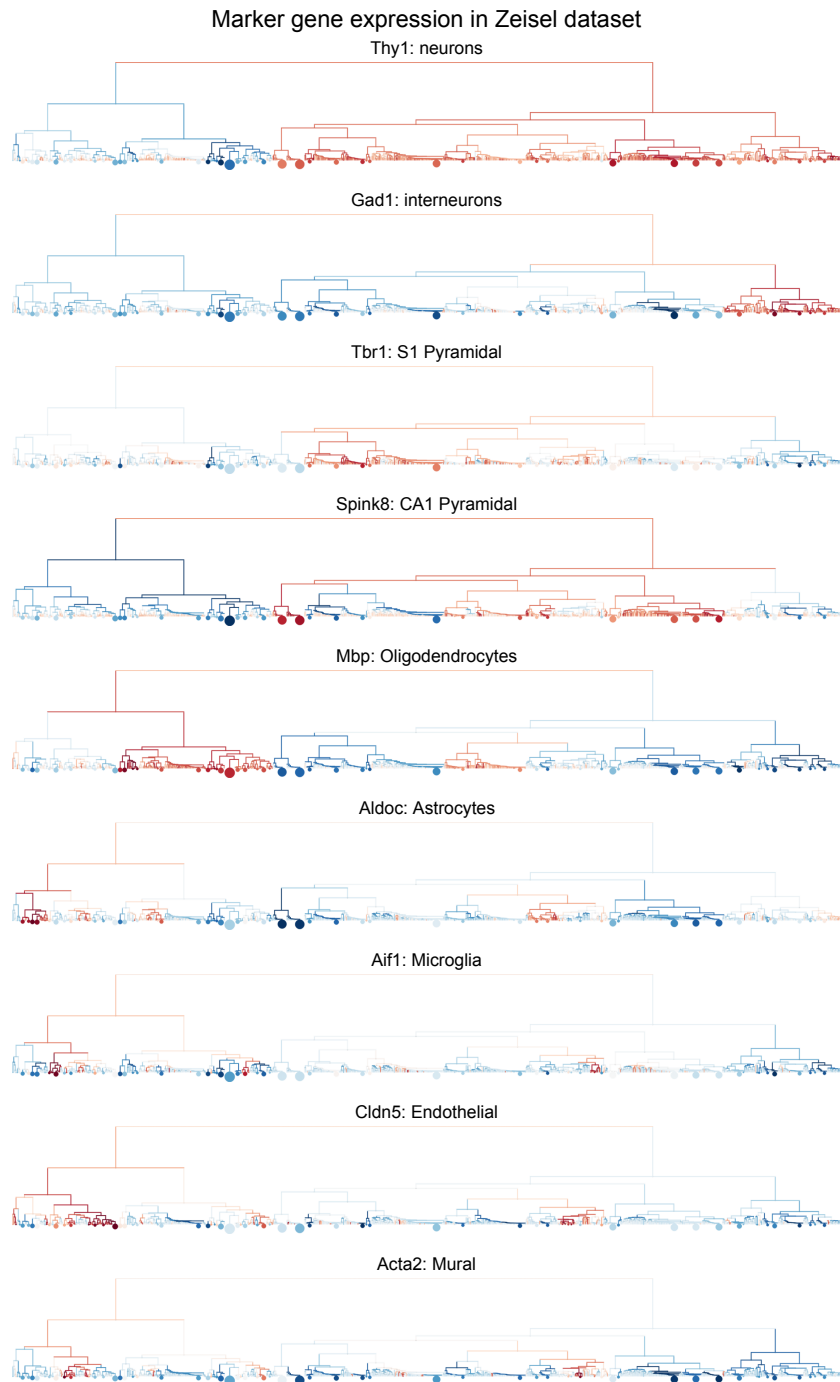 Marker gene expression in Zeisel dataset
Thy1: neurons
Gad1: interneurons
Tbr1: S1 Pyramidal
Spink8: CA1 Pyramidal
Mbp: Oligodendrocytes
Aldoc: Astrocytes
Aif1: Microglia
Cldn5: Endothelial
Acta2: Mural